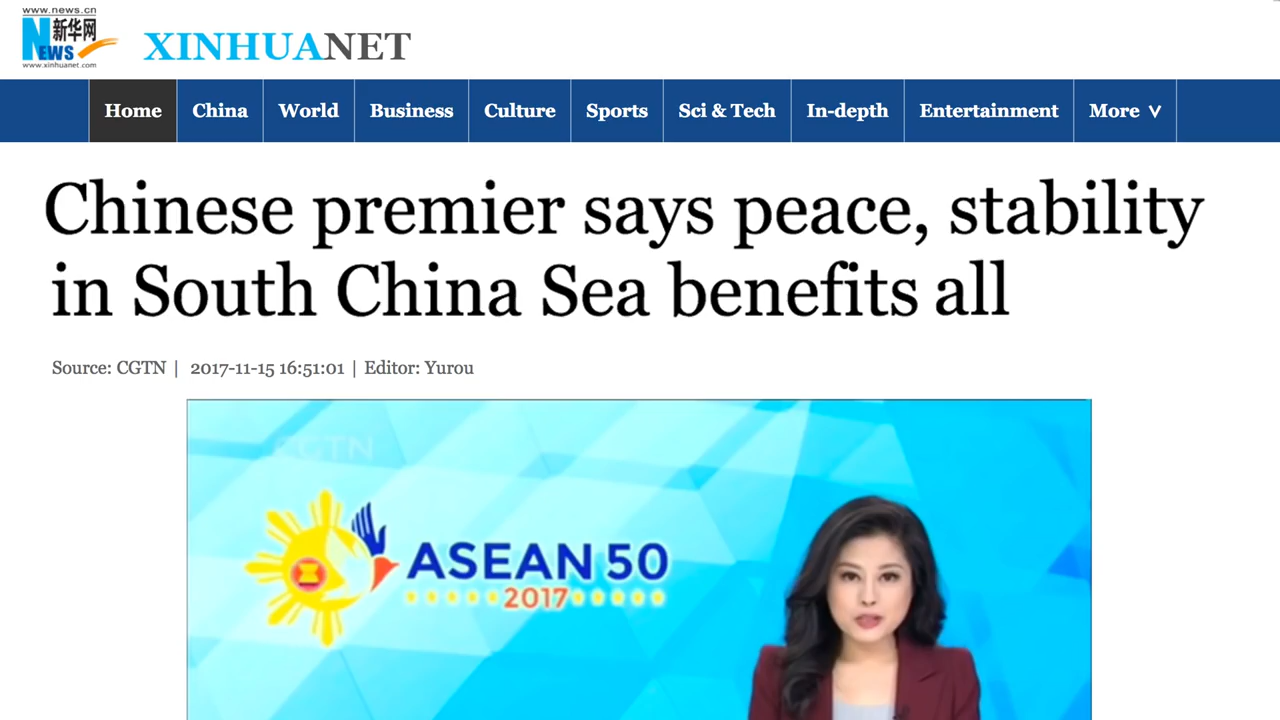 www.news.cn
新华网
NEWS
www.xinhuanet.com
XINHUANET
Home China World Business Culture Sports Sci & Tech In-depth Entertainment More
Chinese premier says peace, stability
in South China Sea benefits all
Source: CGTN | 2017-11-15 16:51:01 | Editor: Yurou
CGTN
ASEAN 50
2017